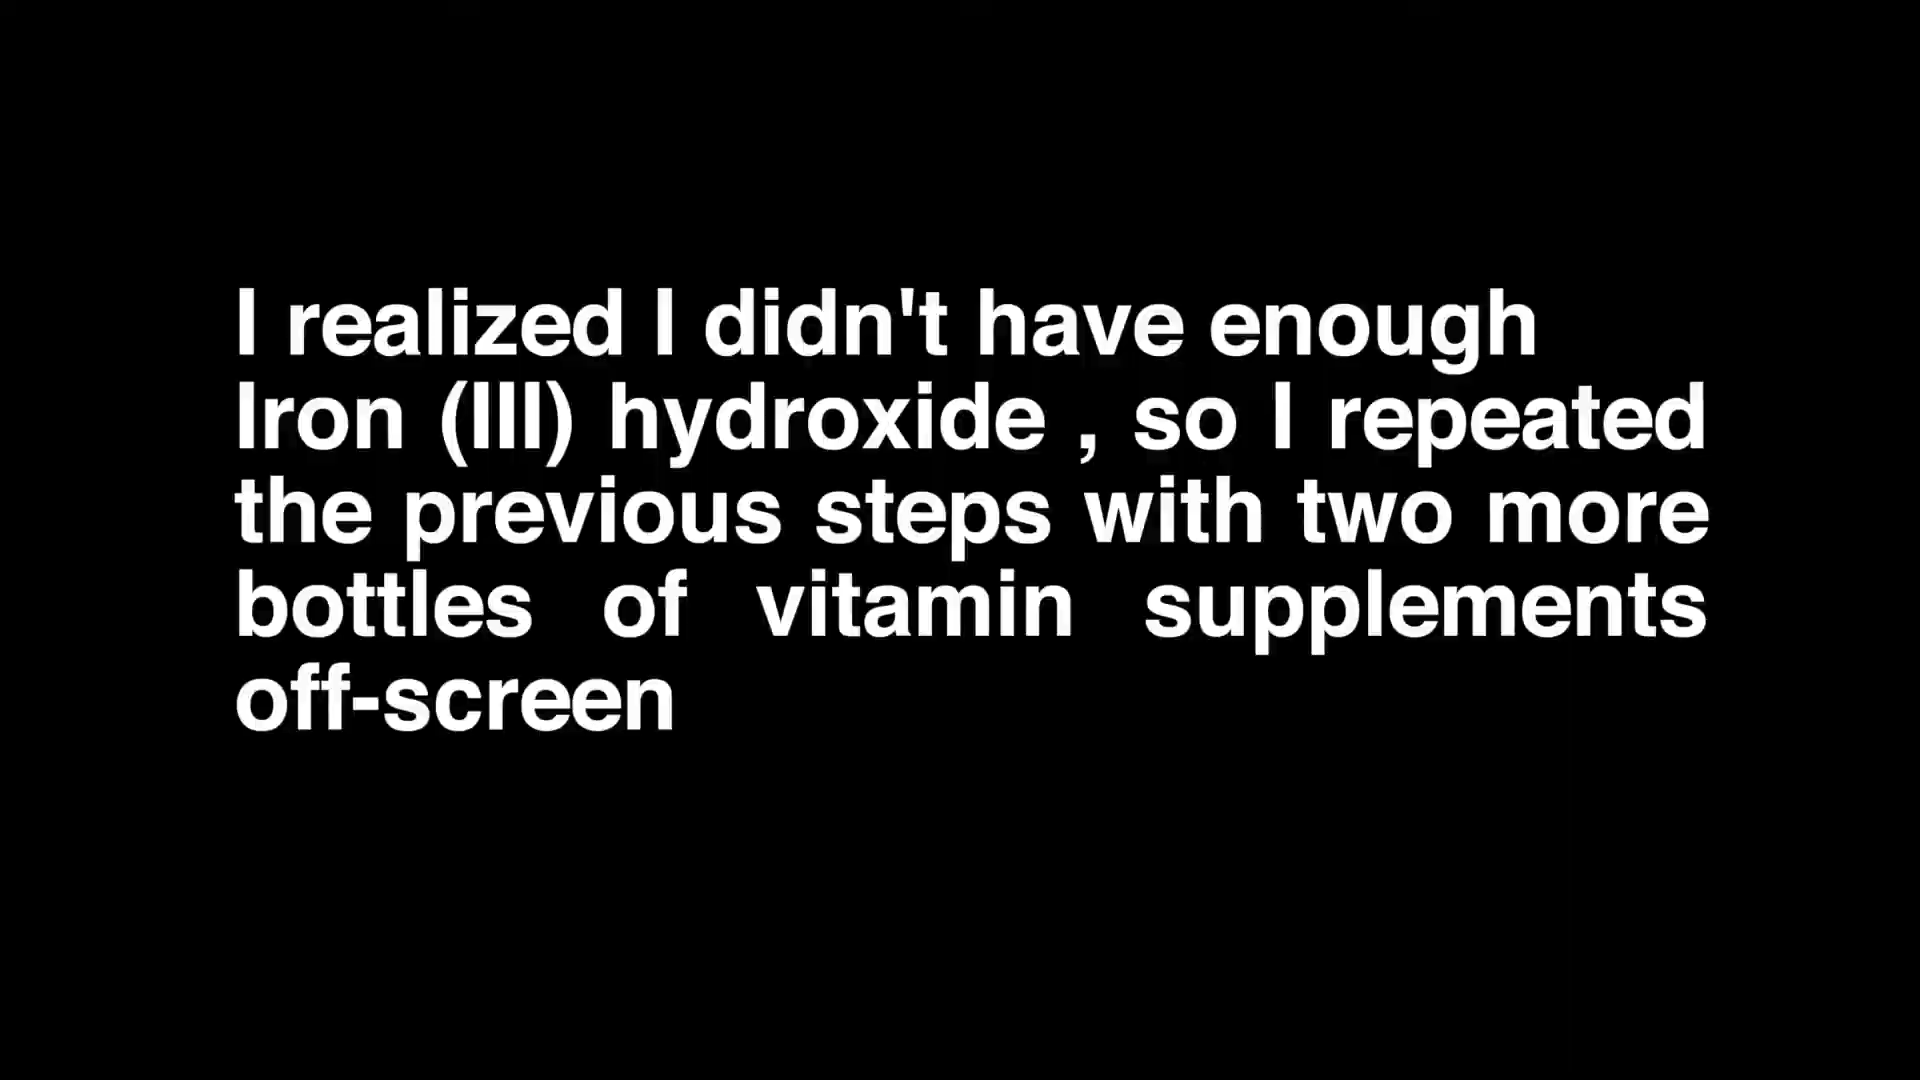 I realized I didn't have enough
Iron (III) hydroxide , so I repeated
the previous steps with two more
bottles of vitamin supplements
off-screen